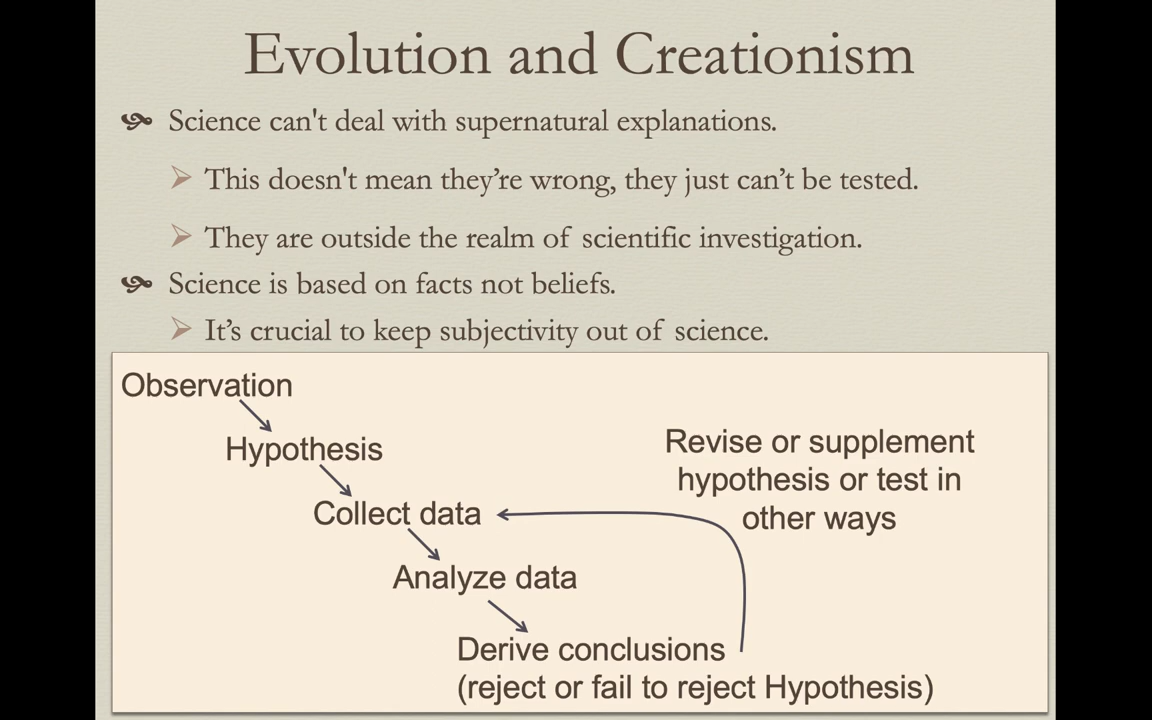 Evolution and Creationism
Science can't deal with supernatural explanations.
This doesn't mean they’re wrong, they just can’t be tested.
They are outside the realm of scientific investigation.
Science is based on facts not beliefs.
It’s crucial to keep subjectivity out of science.
Observation
Hypothesis
Collect data
Analyze data
Derive conclusions
(reject or fail to reject Hypothesis)
Revise or supplement
hypothesis or test in
other ways